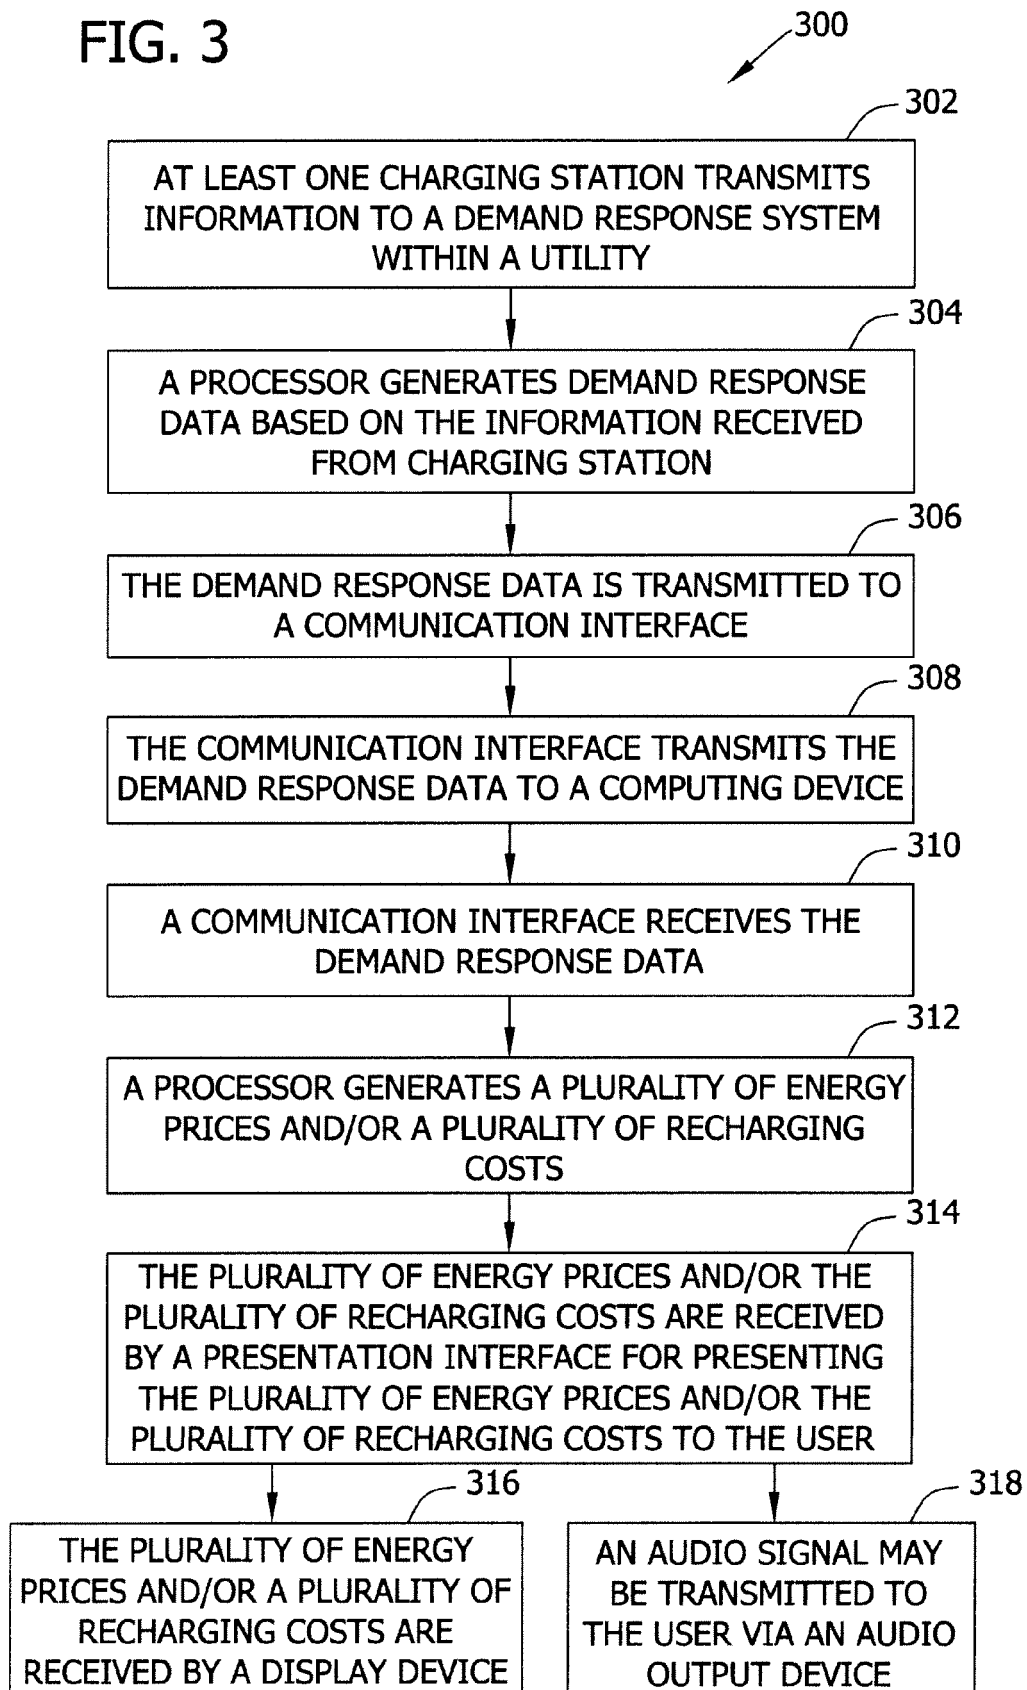 FIG. 3
300
302
AT LEAST ONE CHARGING STATION TRANSMITS
INFORMATION TO A DEMAND RESPONSE SYSTEM
WITHIN A UTILITY
304
A PROCESSOR GENERATES DEMAND RESPONSE
DATA BASED ON THE INFORMATION RECEIVED
FROM CHARGING STATION
306
THE DEMAND RESPONSE DATA IS TRANSMITTED TO
A COMMUNICATION INTERFACE
308
THE COMMUNICATION INTERFACE TRANSMITS THE
DEMAND RESPONSE DATA TO A COMPUTING DEVICE
310
A COMMUNICATION INTERFACE RECEIVES THE
DEMAND RESPONSE DATA
312
A PROCESSOR GENERATES A PLURALITY OF ENERGY
PRICES AND/OR A PLURALITY OF RECHARGING
COSTS
314
THE PLURALITY OF ENERGY PRICES AND/OR THE
PLURALITY OF RECHARGING COSTS ARE RECEIVED
BY A PRESENTATION INTERFACE FOR PRESENTING
THE PLURALITY OF ENERGY PRICES AND/OR THE
PLURALITY OF RECHARGING COSTS TO THE USER
316
THE PLURALITY OF ENERGY
PRICES AND/OR A PLURALITY OF
RECHARGING COSTS ARE
RECEIVED BY A DISPLAY DEVICE
318
AN AUDIO SIGNAL MAY
BE TRANSMITTED TO
THE USER VIA AN AUDIO
OUTPUT DEVICE